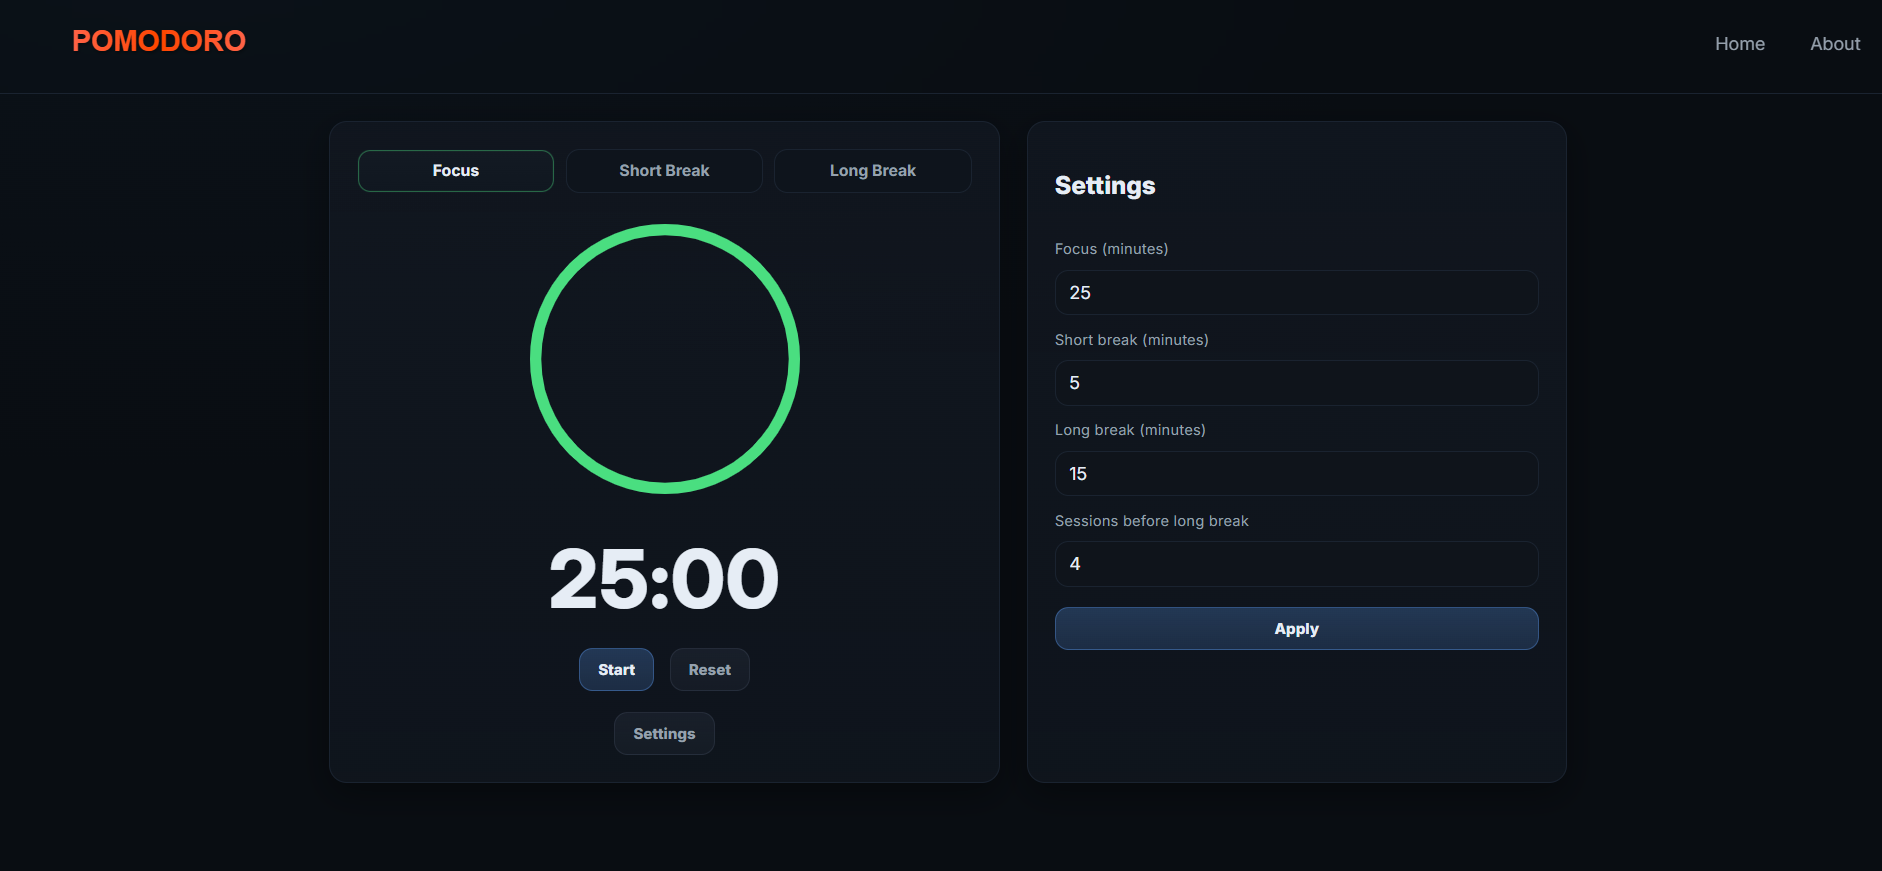 POMODORO
Home
About
Focus
Short Break
Long Break
25:00
Start
Reset
Settings
Settings
Focus (minutes)
25
Short break (minutes)
5
Long break (minutes)
15
Sessions before long break
4
Apply